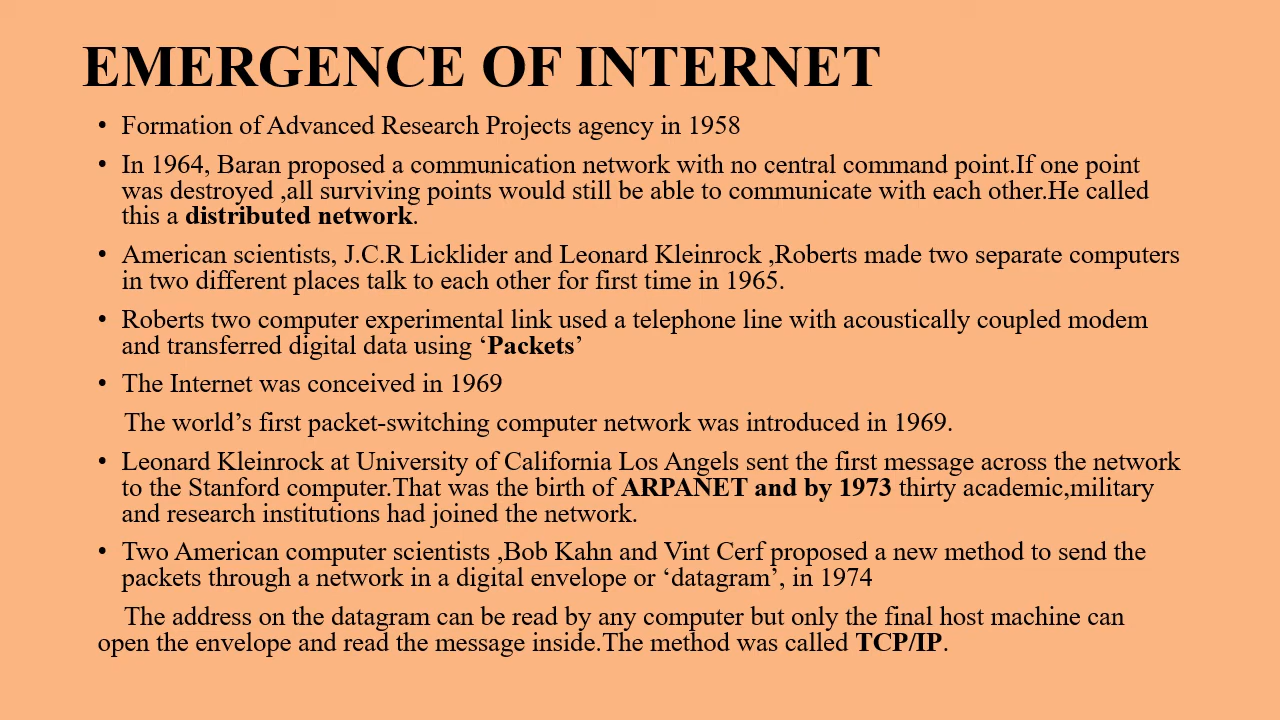 EMERGENCE OF INTERNET
• Formation of Advanced Research Projects agency in 1958
• In 1964, Baran proposed a communication network with no central command point.If one point
was destroyed ,all surviving points would still be able to communicate with each other.He called
this a distributed network.
• American scientists, J.C.R Licklider and Leonard Kleinrock ,Roberts made two separate computers
in two different places talk to each other for first time in 1965.
• Roberts two computer experimental link used a telephone line with acoustically coupled modem
and transferred digital data using ‘Packets’
• The Internet was conceived in 1969
The world’s first packet-switching computer network was introduced in 1969.
• Leonard Kleinrock at University of California Los Angels sent the first message across the network
to the Stanford computer.That was the birth of ARPANET and by 1973 thirty academic,military
and research institutions had joined the network.
• Two American computer scientists ,Bob Kahn and Vint Cerf proposed a new method to send the
packets through a network in a digital envelope or ‘datagram’, in 1974
The address on the datagram can be read by any computer but only the final host machine can
open the envelope and read the message inside.The method was called TCP/IP.